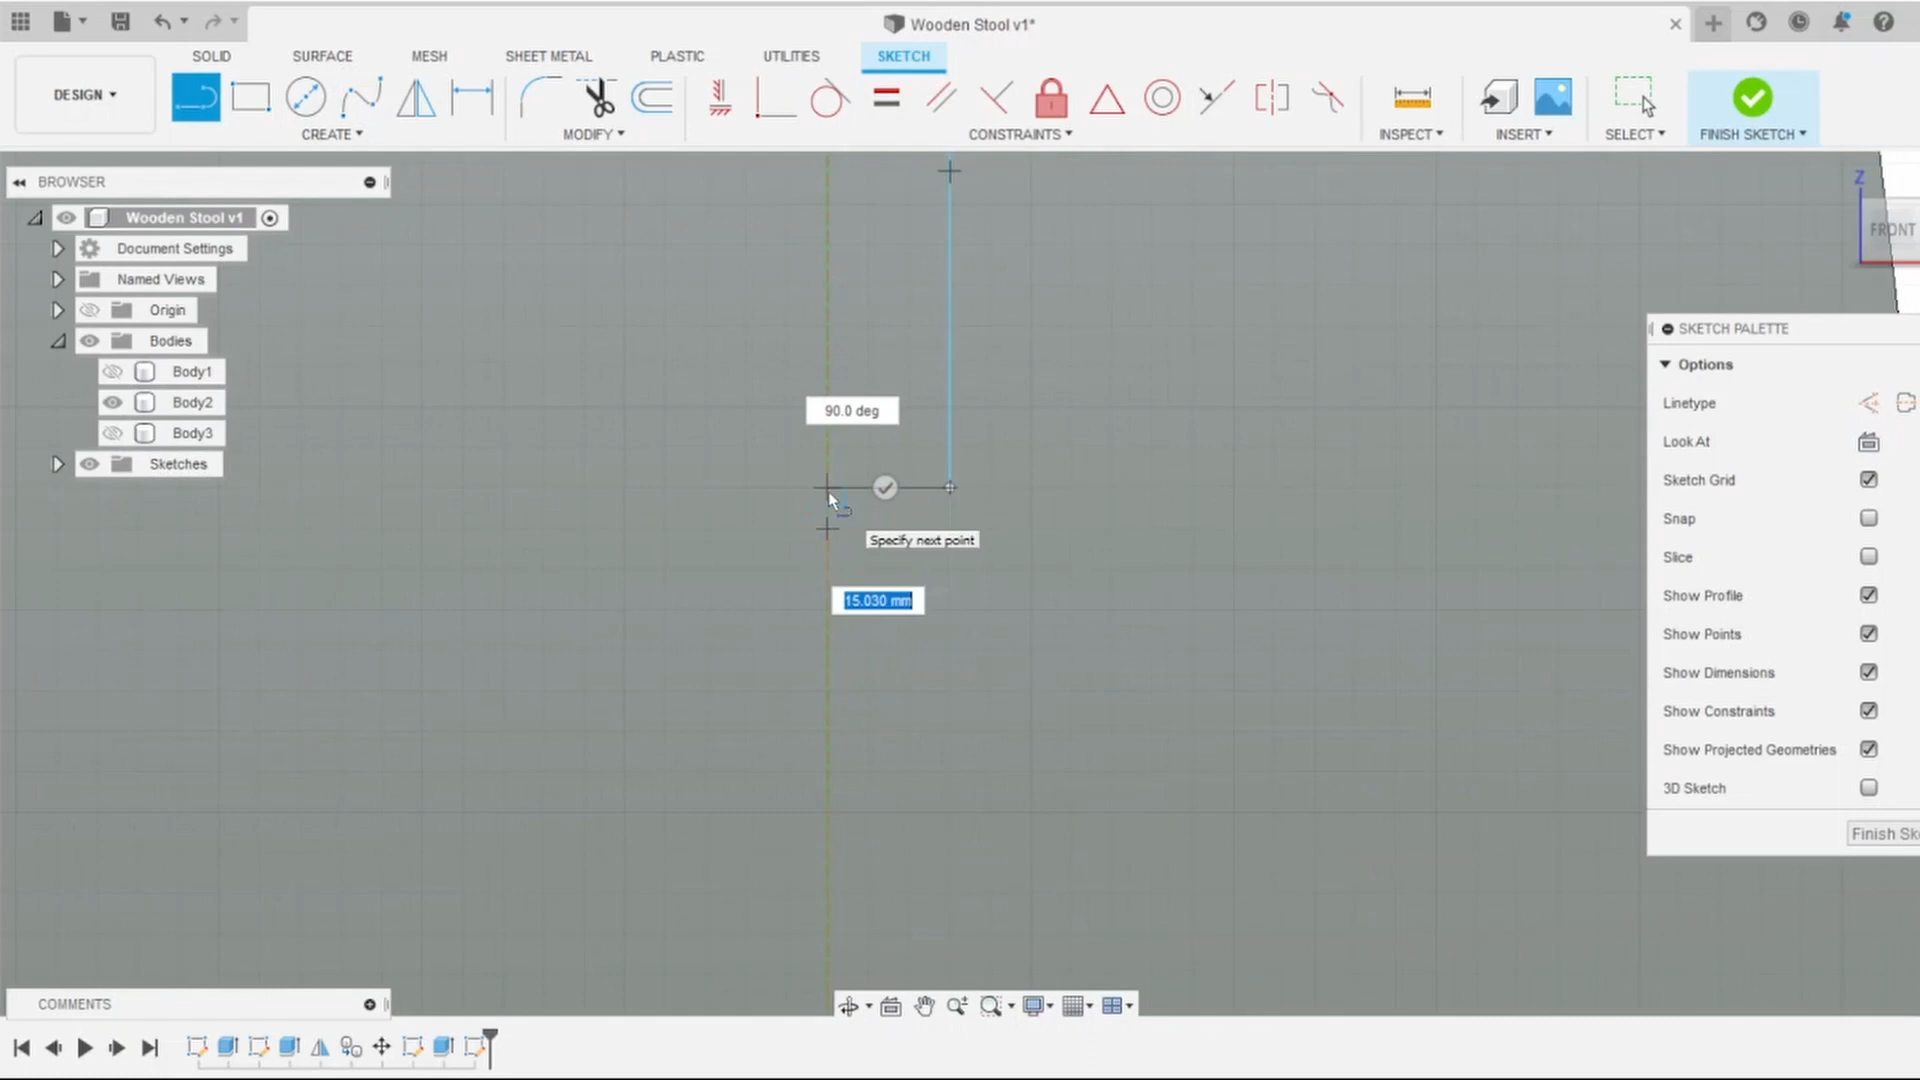 Wooden Stool v1*
SOLID
SURFACE
MESH
SHEET METAL
PLASTIC
UTILITIES
SKETCH
DESIGN
CREATE
MODIFY
CONSTRAINTS
INSPECT
INSERT
SELECT
FINISH SKETCH
BROWSER
Wooden Stool v1
Document Settings
Named Views
Origin
Bodies
Body1
Body2
Body3
Sketches
90.0 deg
Specify next point
15.030 mm
Z
FRONT
SKETCH PALETTE
Options
Linetype
Look At
Sketch Grid
Snap
Slice
Show Profile
Show Points
Show Dimensions
Show Constraints
Show Projected Geometries
3D Sketch
Finish Ske
COMMENTS